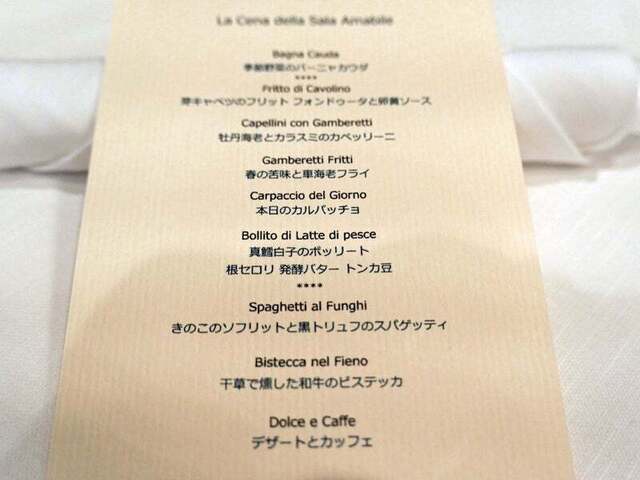 La Cena della Sala Amabile
Bagna Cauda
季節野菜のバーニャカウダ
****
Fritto di Cavolino
芽キャベツのフリット フォンドゥータと卵黄ソース
Capellini con Gamberetti
牡丹海老とカラスミのカペッリーニ
Gamberetti Fritti
春の苦味と車海老フライ
Carpaccio del Giorno
本日のカルパッチョ
Bollito di Latte di pesce
真鱈白子のボッリート
根セロリ 発酵バター トンカ豆
****
Spaghetti al Funghi
きのこのソフリットと黒トリュフのスパゲッティ
Bistecca nel Fieno
干草で燻した和牛のビステッカ
Dolce e Caffe
デザートとカッフェ